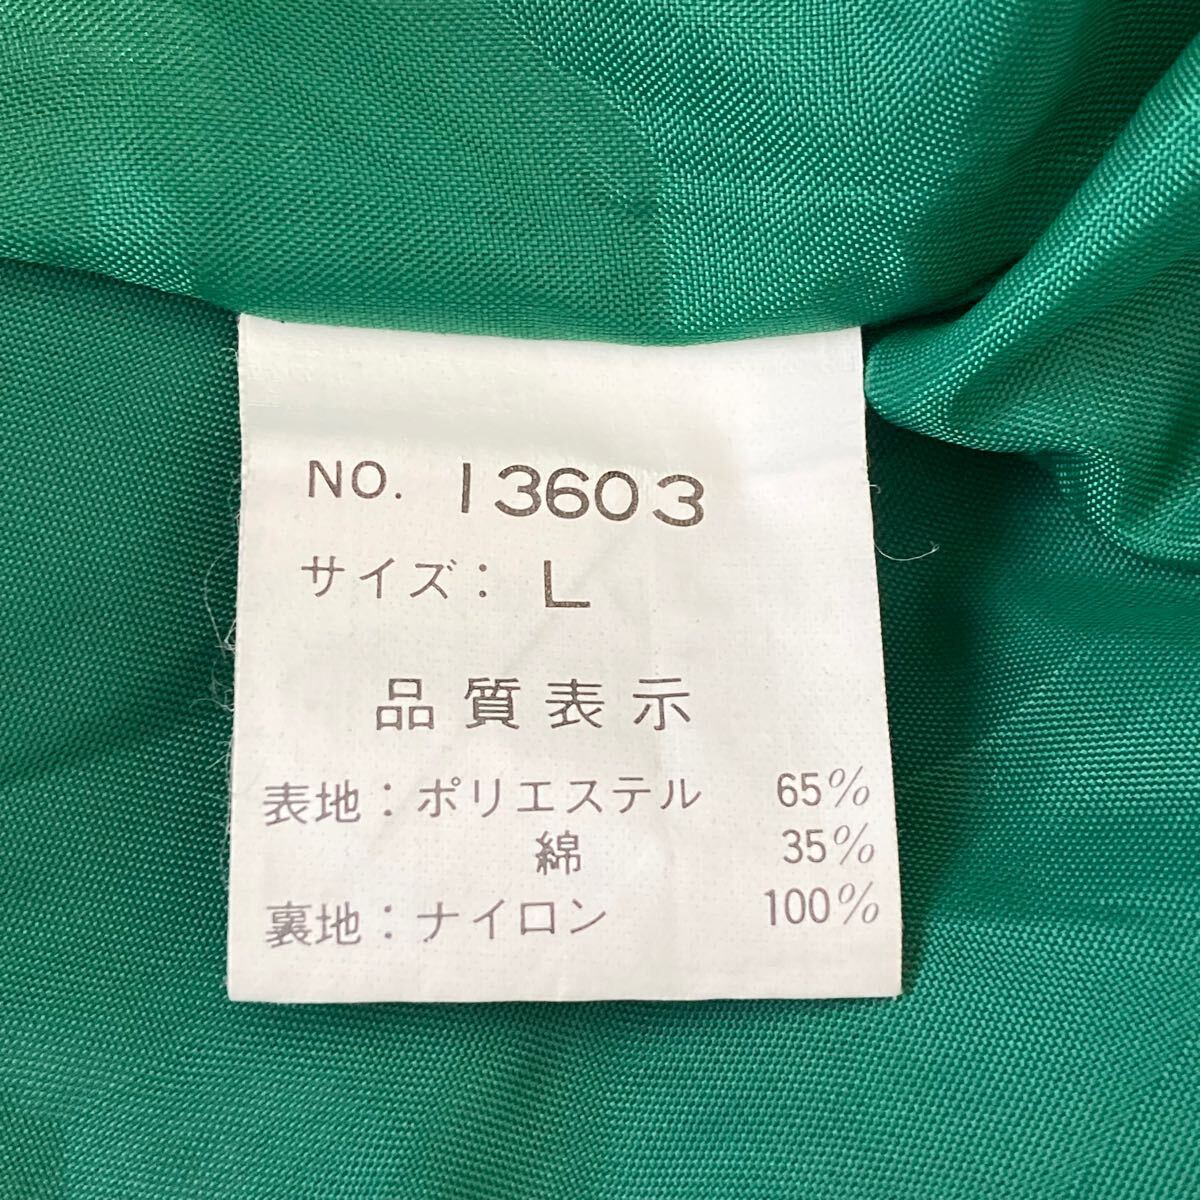 NO. 13603
サイズ: L
品質表示
表地:ポリエステル 65%
綿 35%
裏地:ナイロン 100%